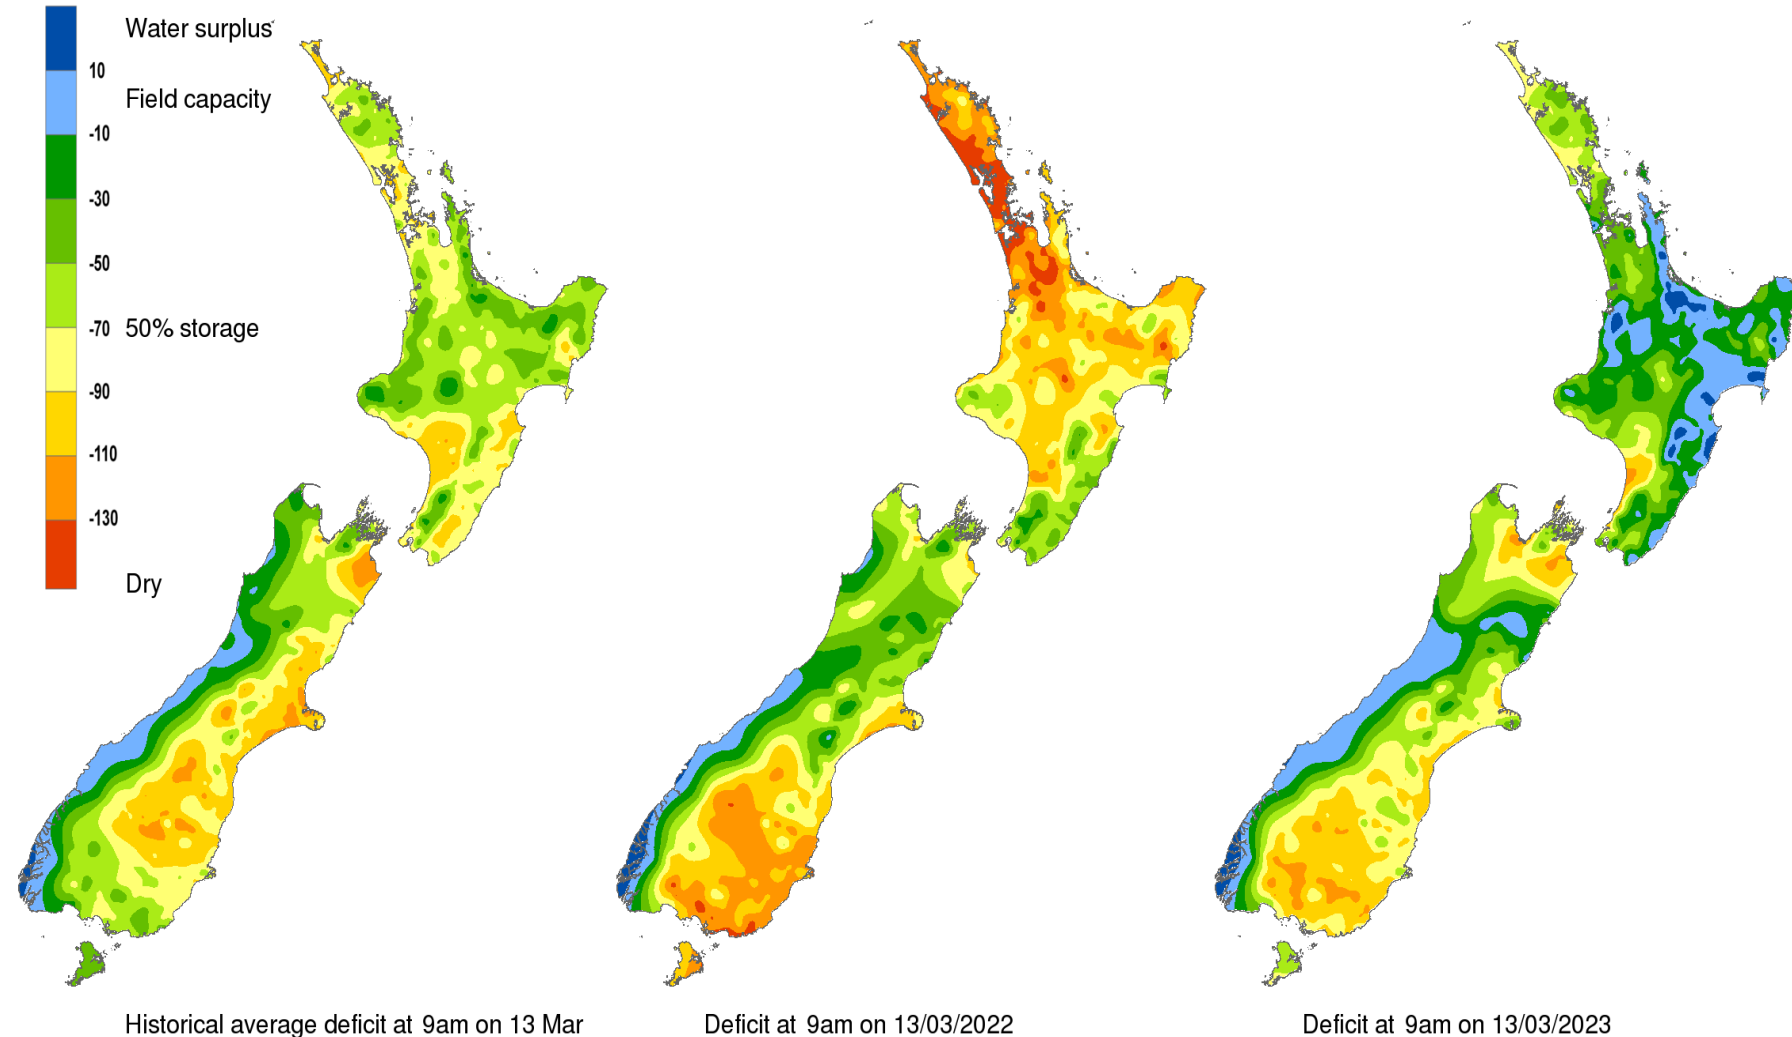 Water surplus
10
Field capacity
-10
-30
-50
-70
50% storage
-90
-110
-130
Dry
Historical average deficit at 9am on 13 Mar
Deficit at 9am on 13/03/2022
Deficit at 9am on 13/03/2023